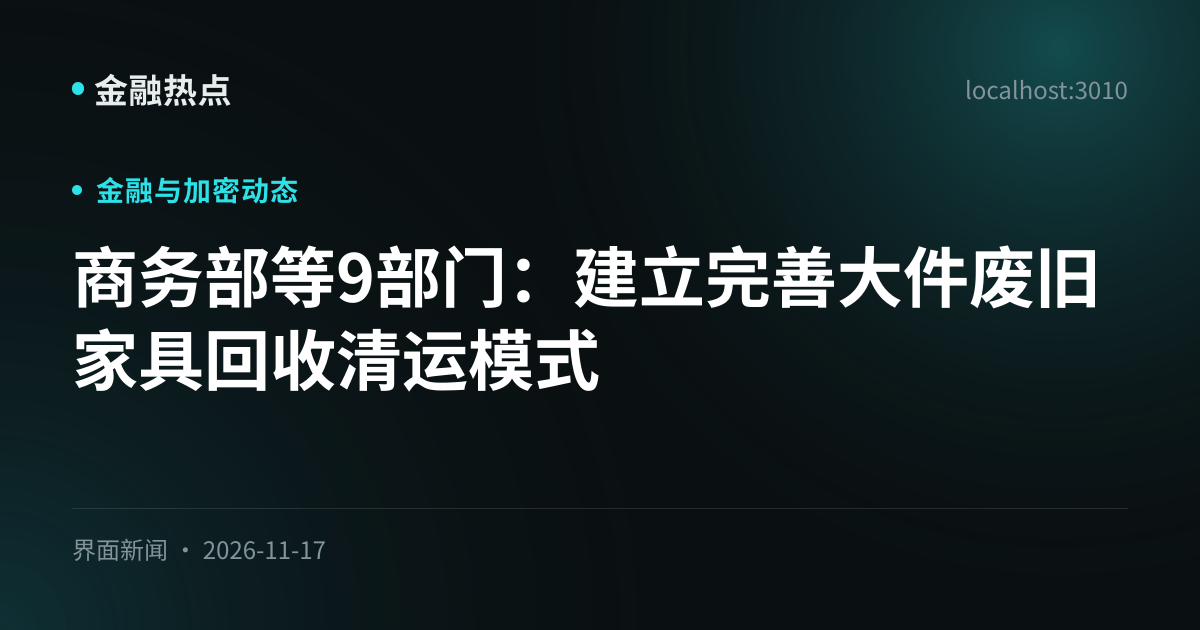 金融热点
localhost:3010
金融与加密动态
商务部等9部门：建立完善大件废旧
家具回收清运模式
界面新闻 · 2026-11-17